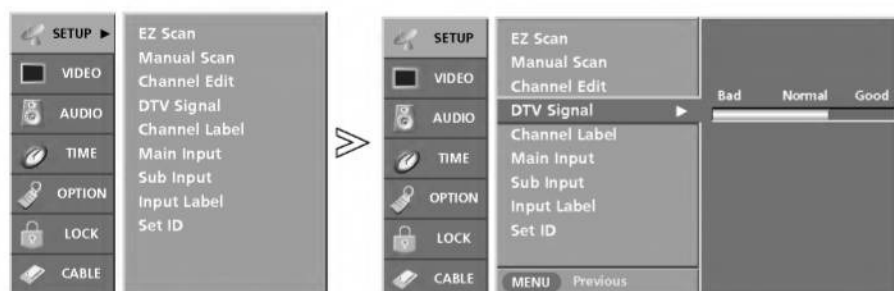 SETUP
VIDEO
AUDIO
TIME
OPTION
LOCK
CABLE
EZ Scan
Manual Scan
Channel Edit
DTV Signal
Channel Label
Main Input
Sub Input
Input Label
Set ID
SETUP
VIDEO
AUDIO
TIME
OPTION
LOCK
CABLE
EZ Scan
Manual Scan
Channel Edit
DTV Signal
Channel Label
Main Input
Sub Input
Input Label
Set ID
MENU Previous
Bad Normal Good